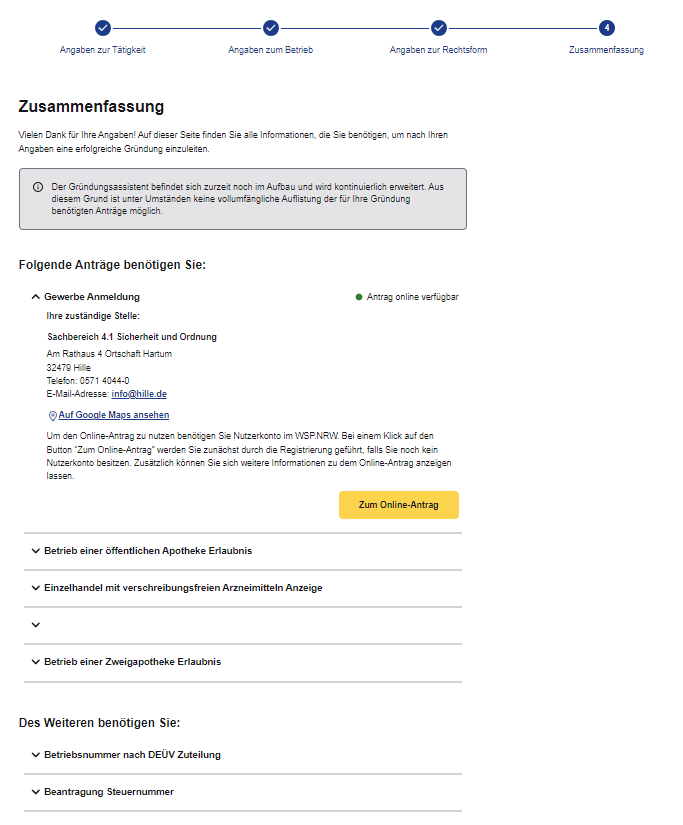 4
Angaben zur Tätigkeit
Angaben zum Betrieb
Angaben zur Rechtsform
Zusammenfassung
Zusammenfassung
Vielen Dank für Ihre Angaben! Auf dieser Seite finden Sie alle Informationen, die Sie benötigen, um nach Ihren
Angaben eine erfolgreiche Gründung einzuleiten.
Der Gründungsassistent befindet sich zurzeit noch im Aufbau und wird kontinuierlich erweitert. Aus
diesem Grund ist unter Umständen keine vollumfängliche Auflistung der für Ihre Gründung
benötigten Anträge möglich.
Folgende Anträge benötigen Sie:
Gewerbe Anmeldung
Antrag online verfügbar
Ihre zuständige Stelle:
Sachbereich 4.1 Sicherheit und Ordnung
Am Rathaus 4 Ortschaft Hartum
32479 Hille
Telefon: 0571 4044-0
E-Mail-Adresse: info@hille.de
Auf Google Maps ansehen
Um den Online-Antrag zu nutzen benötigen Sie Nutzerkonto im WSP.NRW. Bei einem Klick auf den
Button "Zum Online-Antrag" werden Sie zunächst durch die Registrierung geführt, falls Sie noch kein
Nutzerkonto besitzen. Zusätzlich können Sie sich weitere Informationen zu dem Online-Antrag anzeigen
lassen.
Zum Online-Antrag
Betrieb einer öffentlichen Apotheke Erlaubnis
Einzelhandel mit verschreibungsfreien Arzneimitteln Anzeige
Betrieb einer Zweigapotheke Erlaubnis
Des Weiteren benötigen Sie:
Betriebsnummer nach DEÜV Zuteilung
Beantragung Steuernummer